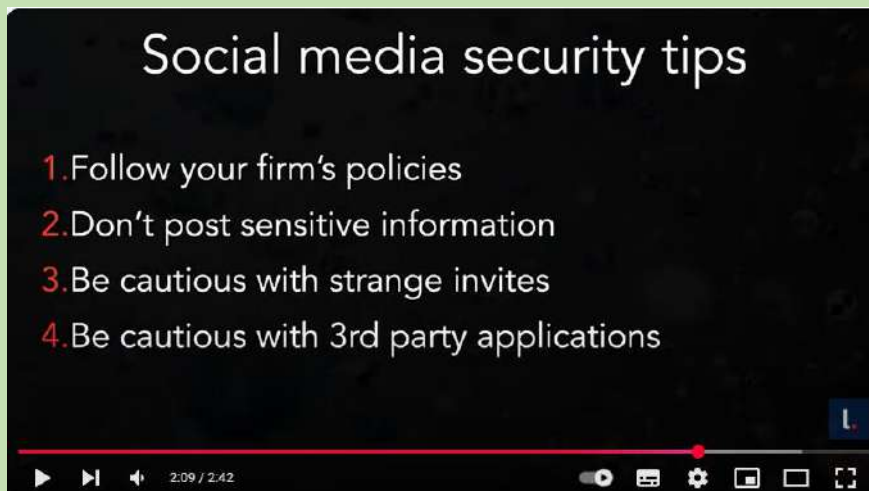 Social media security tips
1.Follow your firm's policies
2.Don't post sensitive information
3.Be cautious with strange invites
4.Be cautious with 3rd party applications
l.
2:09 / 2:42